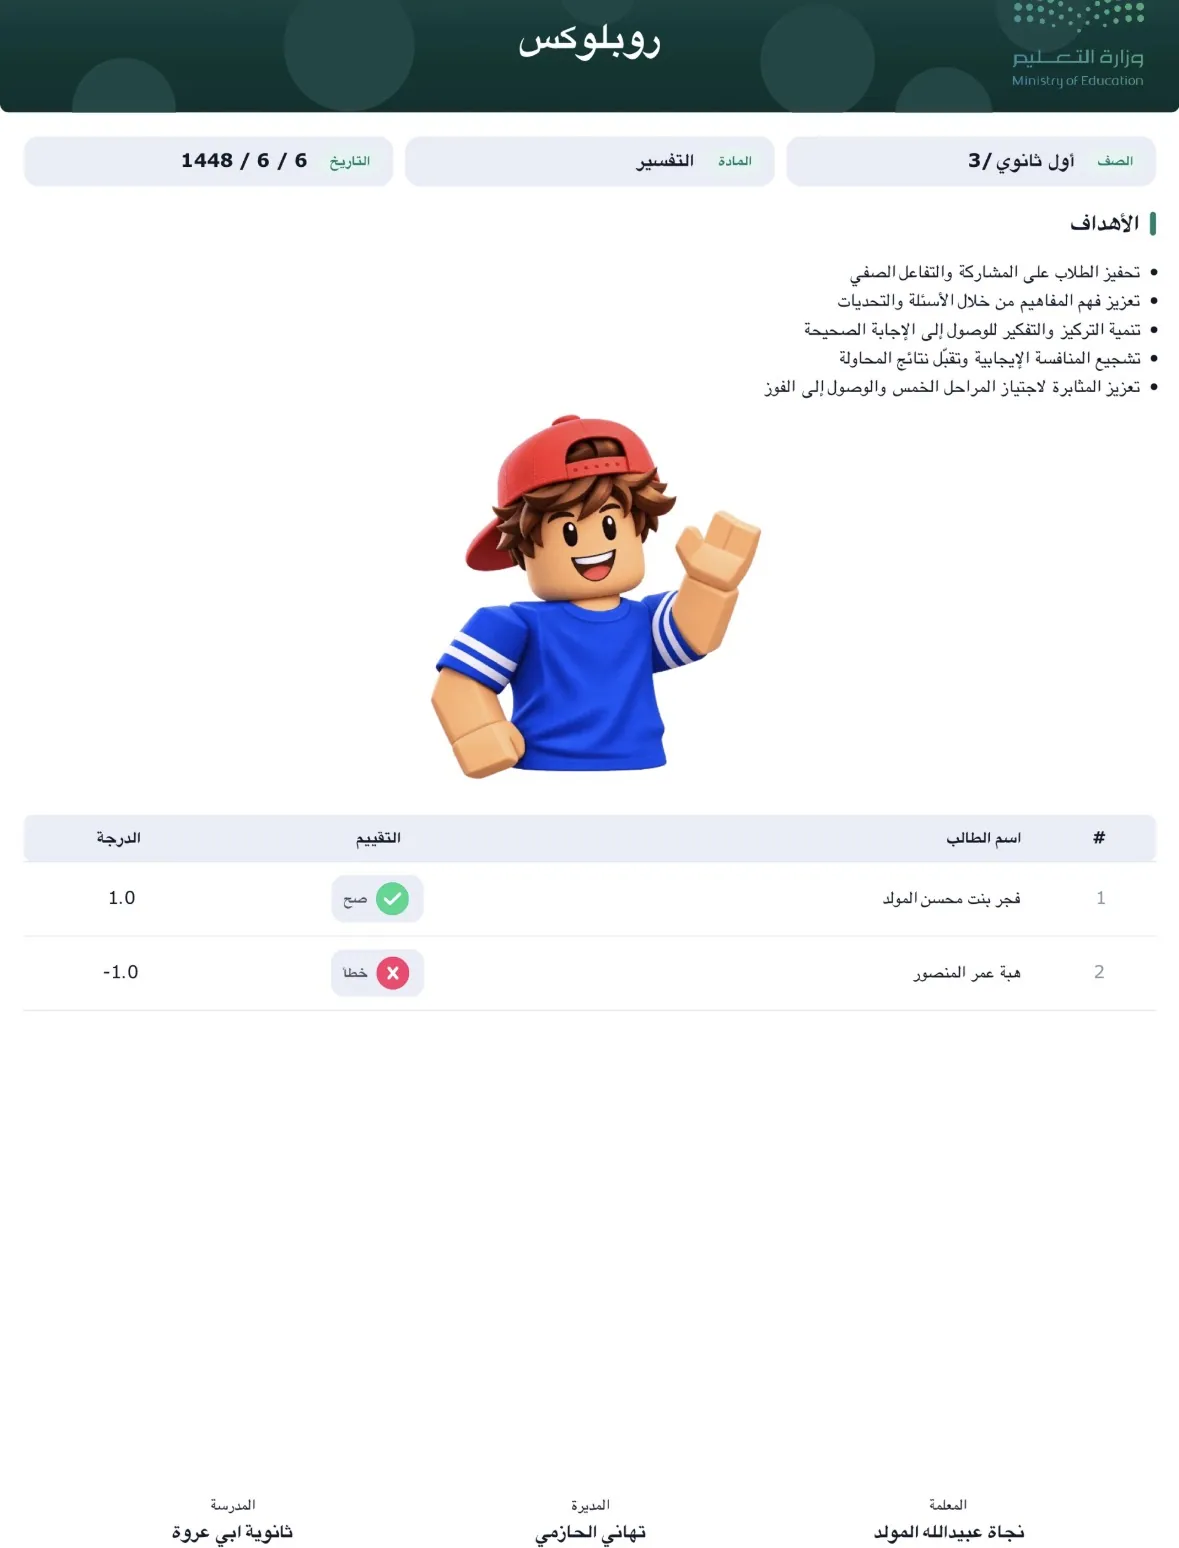 روبلوكس
وزارة التعليم
Ministry of Education
الصف أول ثانوي /3
المادة التفسير
التاريخ 6 / 6 / 1448
الأهداف
• تحفيز الطلاب على المشاركة والتفاعل الصفي
• تعزيز فهم المفاهيم من خلال الأسئلة والتحديات
• تنمية التركيز والتفكير للوصول إلى الإجابة الصحيحة
• تشجيع المنافسة الإيجابية وتقبّل نتائج المحاولة
• تعزيز المثابرة لاجتياز المراحل الخمس والوصول إلى الفوز
# اسم الطالب التقييم الدرجة
1 فجر بنت محسن المولد صح 1.0
2 هبة عمر المنصور خطأ -1.0
المعلمة المديرة المدرسة
نجاة عبيدالله المولد تهاني الحازمي ثانوية ابي عروة